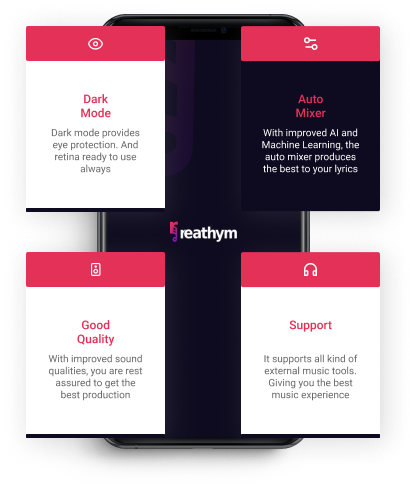 Dark
Mode
Dark mode provides
eye protection. And
retina ready to use
always
Auto
Mixer
With improved AI and
Machine Learning, the
auto mixer produces
the best to your lyrics
reathym
Good
Quality
With improved sound
qualities, you are rest
assured to get the
best production
Support
It supports all kind of
external music tools.
Giving you the best
music experience